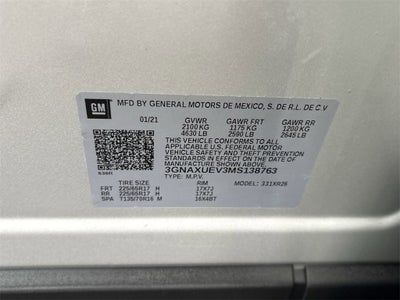 GM
MFD BY GENERAL MOTORS DE MEXICO, S. DE R.L. DE C.V
01/21 GVWR GAWR FRT GAWR RR
2100 KG 1175 KG 1200 KG
4630 LB 2590 LB 2645 LB
THIS VEHICLE CONFORMS TO ALL
APPLICABLE U.S. FEDERAL MOTOR
VEHICLE SAFETY, BUMPER, AND THEFT
PREVENTION STANDARDS IN EFFECT
ON THE DATE OF MANUFACTURE
SHOWN ABOVE.
3GNAXUEV3MS138763
TYPE: M.P.V. MODEL: 331XR26
TIRE SIZE RIM
FRT 225/65R17 H 17X7J
RR 225/65R17 H 17X7J
SPA T135/70R16 M 16X4BT